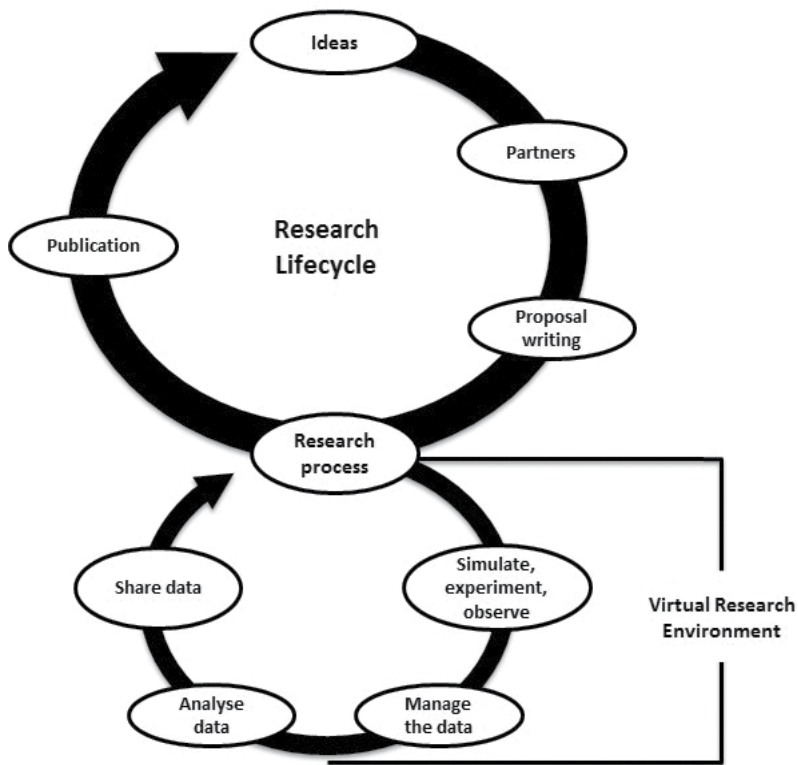 Ideas
Partners
Publication
Research
Lifecycle
Proposal
writing
Research
process
Share data
Simulate,
experiment,
observe
Virtual Research
Environment
Analyse
data
Manage
the data